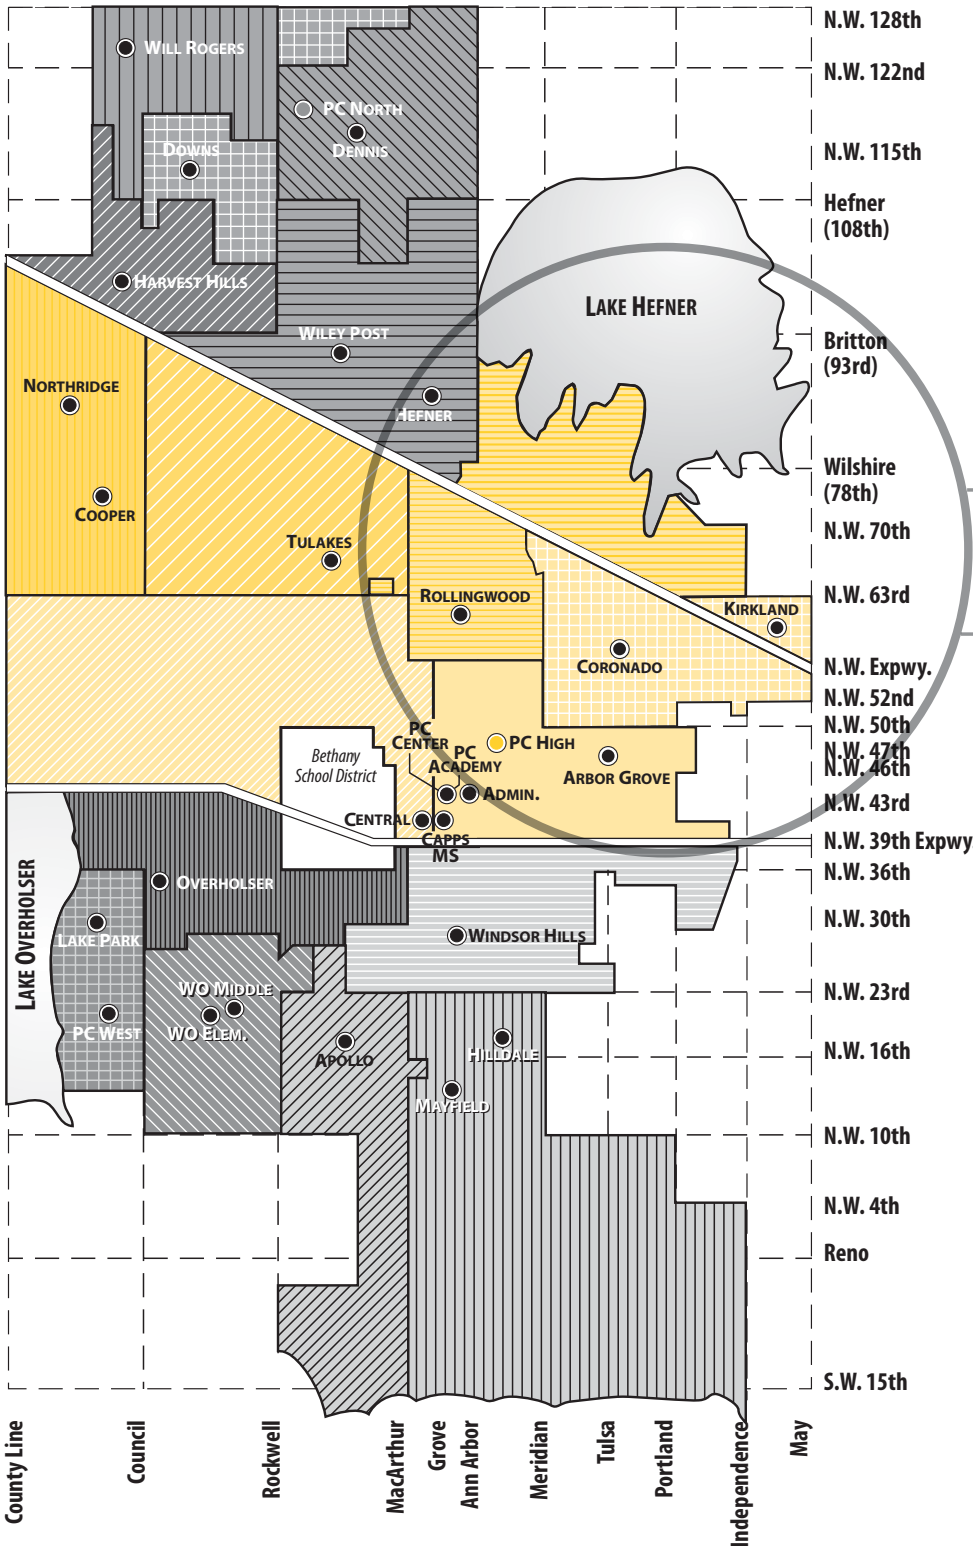 N.W. 128th
WILL ROGERS
N.W. 122nd
PC NORTH
DENNIS
DOWNS
N.W. 115th
Hefner
(108th)
HARVEST HILLS
LAKE HEFNER
WILEY POST
Britton
(93rd)
NORTHRIDGE
HEFNER
Wilshire
(78th)
COOPER
N.W. 70th
TULAKES
ROLLINGWOOD
N.W. 63rd
KIRKLAND
CORONADO
N.W. Expwy.
N.W. 52nd
N.W. 50th
PC
CENTER
PC HIGH
N.W. 47th
PC
ACADEMY
Bethany
School District
ARBOR GROVE
N.W. 46th
ADMIN.
N.W. 43rd
CENTRAL
CAPPS
MS
N.W. 39th Expwy
LAKE OVERHOLSER
OVERHOLSER
N.W. 36th
N.W. 30th
LAKE PARK
WINDSOR HILLS
WO MIDDLE
N.W. 23rd
PC WEST
WO ELEM.
APOLLO
HILLDALE
N.W. 16th
MAYFIELD
N.W. 10th
N.W. 4th
Reno
S.W. 15th
County Line
Council
Rockwell
MacArthur
Grove
Ann Arbor
Meridian
Tulsa
Portland
Independence
May